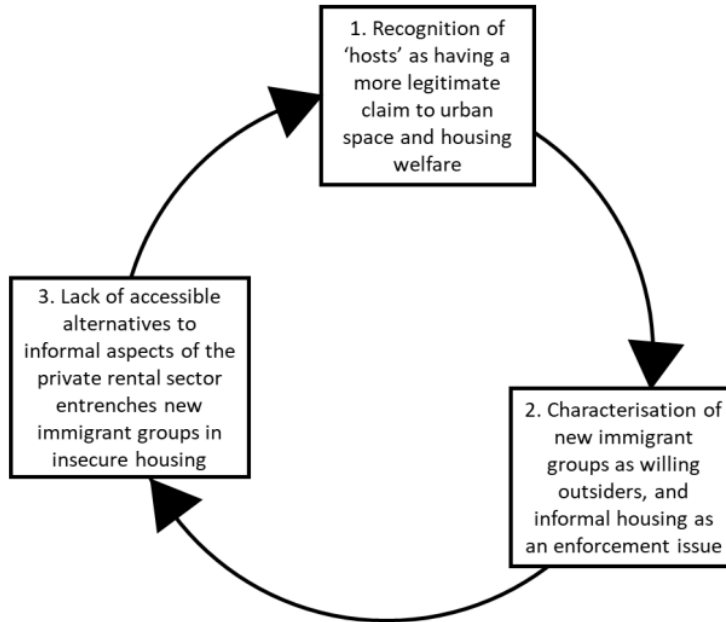 1. Recognition of
‘hosts’ as having a
more legitimate
claim to urban
space and housing
welfare
2. Characterisation of
new immigrant
groups as willing
outsiders, and
informal housing as
an enforcement issue
3. Lack of accessible
alternatives to
informal aspects of the
private rental sector
entrenches new
immigrant groups in
insecure housing